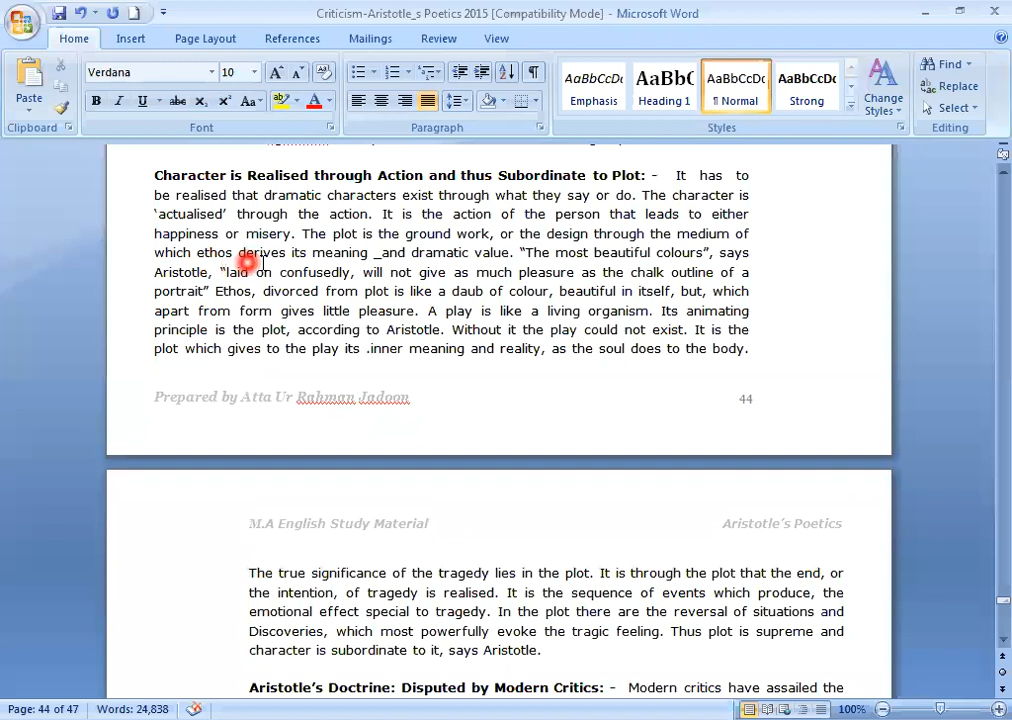 Criticism-Aristotle_s Poetics 2015 [Compatibility Mode] - Microsoft Word
Home Insert Page Layout References Mailings Review View
Paste
Clipboard
Verdana 10
B I U abc X₂ X² Aa A
Font
Paragraph
AaBbCcDc AaBbC AaBbCcDc AaBbCcDc
Emphasis Heading 1 ¶ Normal Strong
Change Styles
Styles
Find
Replace
Select
Editing
Character is Realised through Action and thus Subordinate to Plot: - It has to
be realised that dramatic characters exist through what they say or do. The character is
‘actualised’ through the action. It is the action of the person that leads to either
happiness or misery. The plot is the ground work, or the design through the medium of
which ethos derives its meaning _and dramatic value. “The most beautiful colours”, says
Aristotle, “laid on confusedly, will not give as much pleasure as the chalk outline of a
portrait” Ethos, divorced from plot is like a daub of colour, beautiful in itself, but, which
apart from form gives little pleasure. A play is like a living organism. Its animating
principle is the plot, according to Aristotle. Without it the play could not exist. It is the
plot which gives to the play its .inner meaning and reality, as the soul does to the body.
Prepared by Atta Ur Rahman Jadoon 44
M.A English Study Material Aristotle’s Poetics
The true significance of the tragedy lies in the plot. It is through the plot that the end, or
the intention, of tragedy is realised. It is the sequence of events which produce, the
emotional effect special to tragedy. In the plot there are the reversal of situations and
Discoveries, which most powerfully evoke the tragic feeling. Thus plot is supreme and
character is subordinate to it, says Aristotle.
Aristotle’s Doctrine: Disputed by Modern Critics: - Modern critics have assailed the
Page: 44 of 47 Words: 24,838 100%